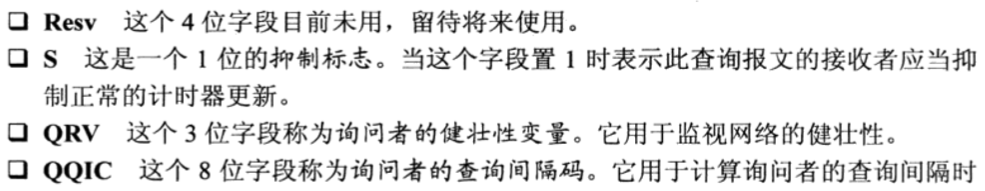 ❑ Resv 这个 4 位字段目前未用，留待将来使用。
❑ S 这是一个 1 位的抑制标志。当这个字段置 1 时表示此查询报文的接收者应当抑
制正常的计时器更新。
❑ QRV 这个 3 位字段称为询问者的健壮性变量。它用于监视网络的健壮性。
❑ QQIC 这个 8 位字段称为询问者的查询间隔码。它用于计算询问者的查询间隔时